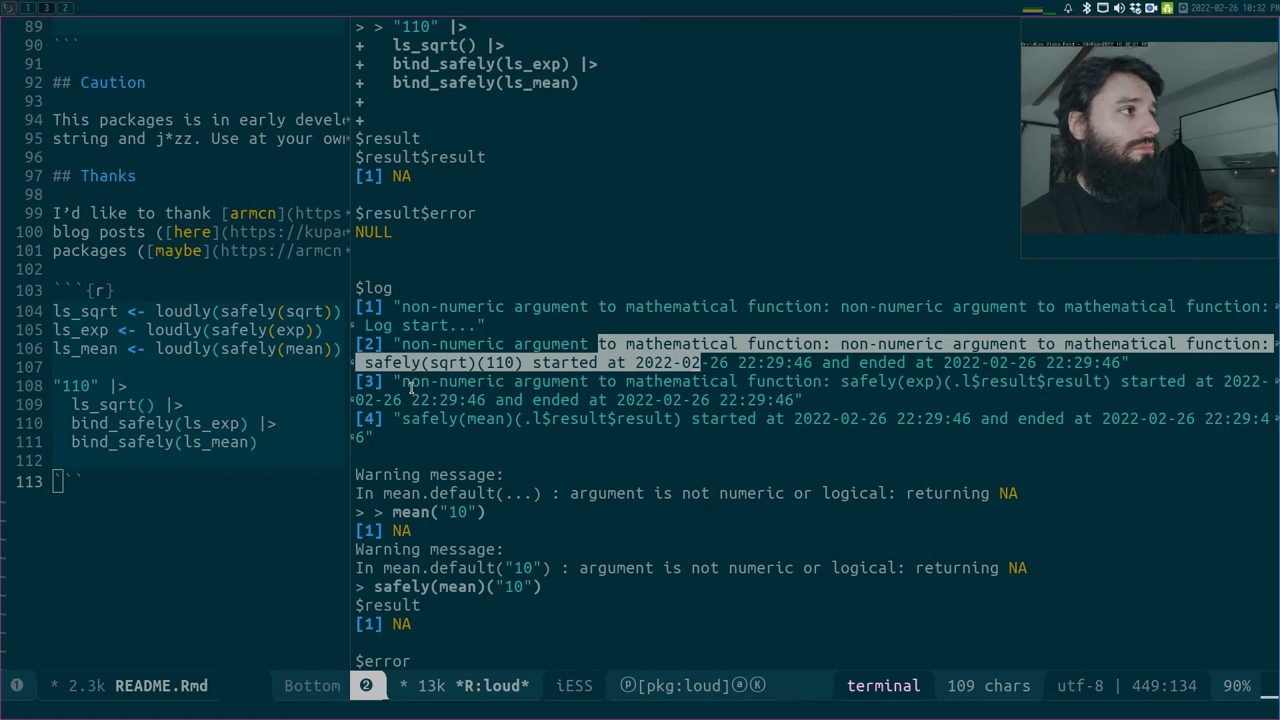 1 3 2 2022-02-26 10:32 PM
89
90 ```
91
92 ## Caution
93
94 This packages is in early devel
95 string and j*zz. Use at your ow
96
97 ## Thanks
98
99 I’d like to thank [armcn](https
100 blog posts ([here](https://kupa
101 packages ([maybe](https://armcn
102
103 ```{r}
104 ls_sqrt <- loudly(safely(sqrt))
105 ls_exp <- loudly(safely(exp))
106 ls_mean <- loudly(safely(mean))
107
108 "110" |>
109 ls_sqrt() |>
110 bind_safely(ls_exp) |>
111 bind_safely(ls_mean)
112
113 ```
~
~
~
~
~
~
~
~
~
> > "110" |>
+ ls_sqrt() |>
+ bind_safely(ls_exp) |>
+ bind_safely(ls_mean)
+
+
$result
$result$result
[1] NA
$result$error
NULL
$log
[1] "non-numeric argument to mathematical function: non-numeric argument to mathematical function:
Log start..."
[2] "non-numeric argument to mathematical function: non-numeric argument to mathematical function:
safely(sqrt)(110) started at 2022-02-26 22:29:46 and ended at 2022-02-26 22:29:46"
[3] "non-numeric argument to mathematical function: safely(exp)(.l$result$result) started at 2022-
02-26 22:29:46 and ended at 2022-02-26 22:29:46"
[4] "safely(mean)(.l$result$result) started at 2022-02-26 22:29:46 and ended at 2022-02-26 22:29:4
6"
Warning message:
In mean.default(...) : argument is not numeric or logical: returning NA
> > mean("10")
[1] NA
Warning message:
In mean.default("10") : argument is not numeric or logical: returning NA
> safely(mean)("10")
$result
[1] NA
$error
1 * 2.3k README.Rmd Bottom 2 * 13k *R:loud* iESS p[pkg:loud]aK terminal 109 chars utf-8 | 449:134 90%